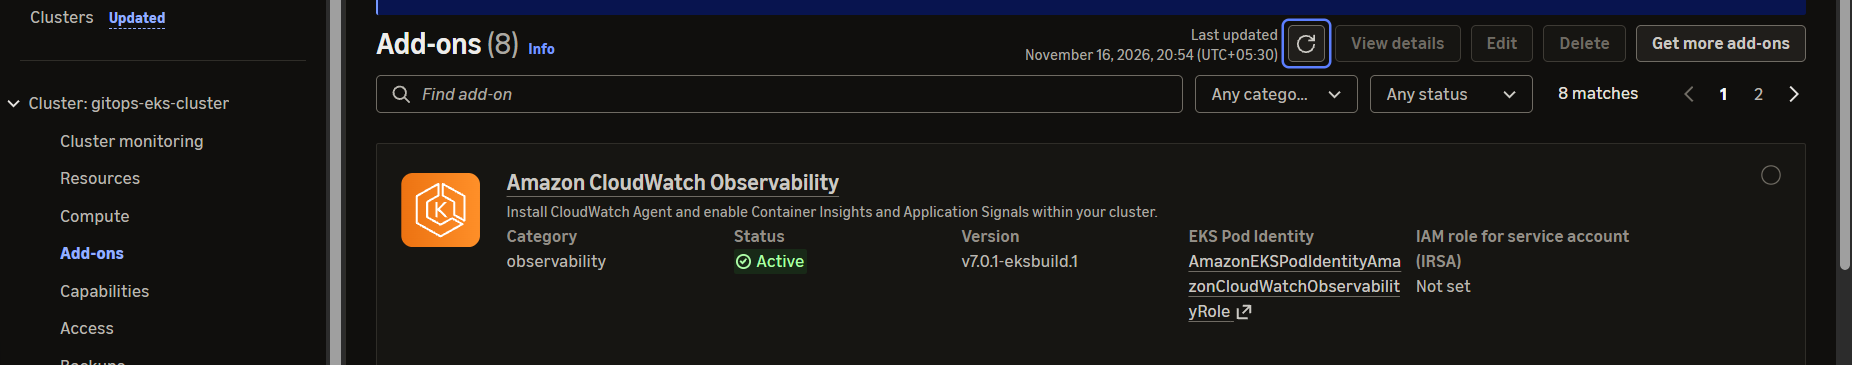 Clusters Updated
Cluster: gitops-eks-cluster
Cluster monitoring
Resources
Compute
Add-ons
Capabilities
Access
Add-ons (8) Info
Last updated
November 16, 2026, 20:54 (UTC+05:30)
View details
Edit
Delete
Get more add-ons
Find add-on
Any catego...
Any status
8 matches
1 2
K
Amazon CloudWatch Observability
Install CloudWatch Agent and enable Container Insights and Application Signals within your cluster.
Category
observability
Status
Active
Version
v7.0.1-eksbuild.1
EKS Pod Identity
AmazonEKSPodIdentityAma
zonCloudWatchObservabilit
yRole
IAM role for service account
(IRSA)
Not set